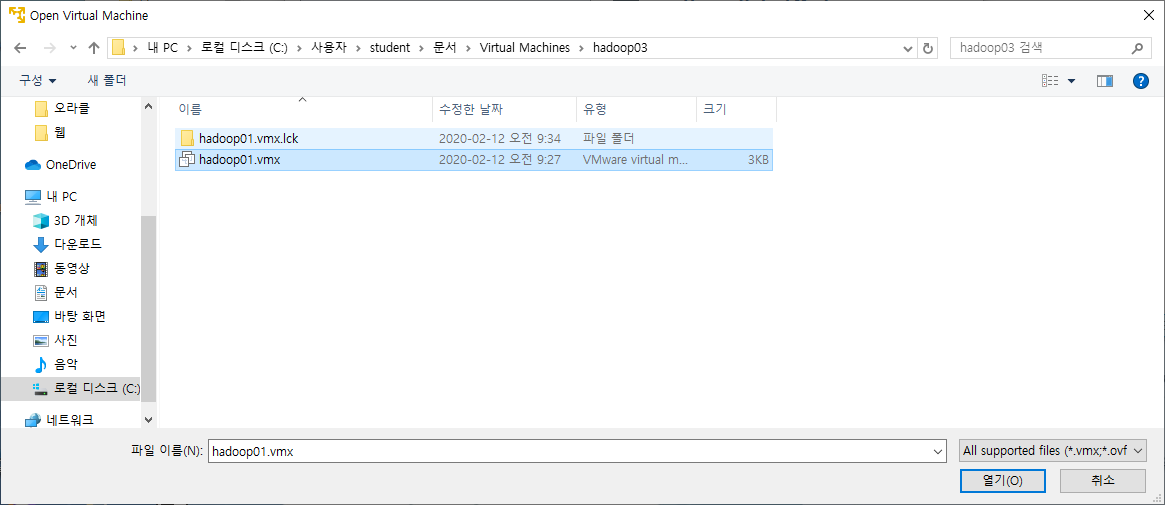 Open Virtual Machine
내 PC > 로컬 디스크 (C:) > 사용자 > student > 문서 > Virtual Machines > hadoop03
hadoop03 검색
구성
새 폴더
오라클
웹
OneDrive
내 PC
3D 개체
다운로드
동영상
문서
바탕 화면
사진
음악
로컬 디스크 (C:)
네트워크
이름 수정한 날짜 유형 크기
hadoop01.vmx.lck 2020-02-12 오전 9:34 파일 폴더
hadoop01.vmx 2020-02-12 오전 9:27 VMware virtual m... 3KB
파일 이름(N): hadoop01.vmx
All supported files (*.vmx;*.ovf
열기(O) 취소